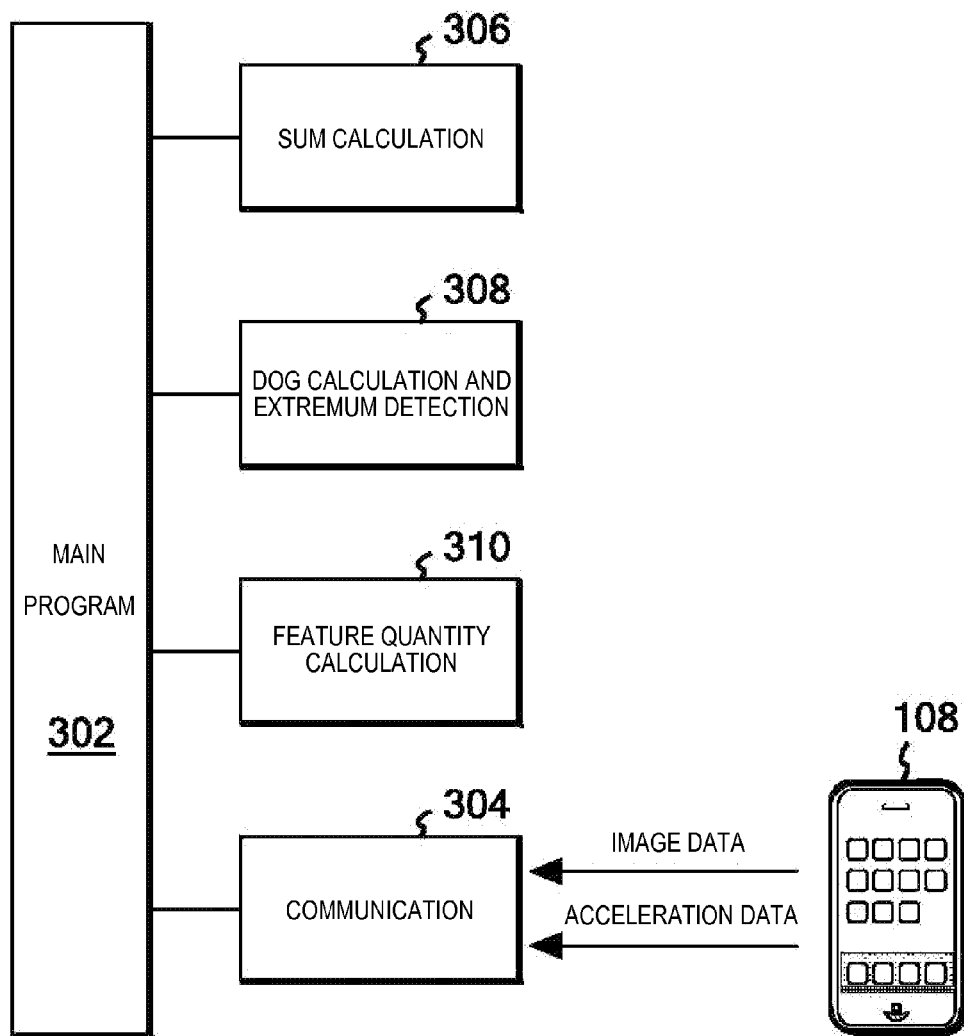 306
SUM CALCULATION
308
DOG CALCULATION AND
EXTREMUM DETECTION
310
FEATURE QUANTITY
CALCULATION
MAIN
PROGRAM
302
304
COMMUNICATION
IMAGE DATA
ACCELERATION DATA
108